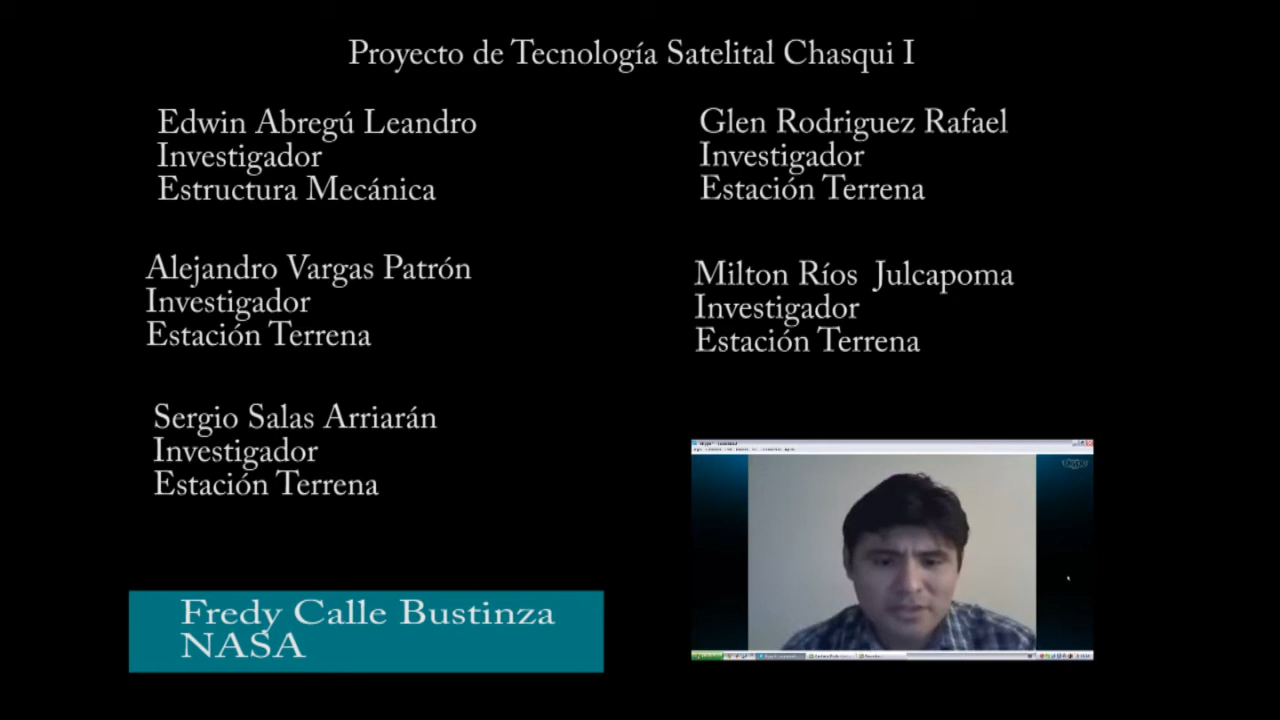 Proyecto de Tecnología Satelital Chasqui I
Edwin Abregú Leandro
Investigador
Estructura Mecánica
Glen Rodriguez Rafael
Investigador
Estación Terrena
Alejandro Vargas Patrón
Investigador
Estación Terrena
Milton Ríos Julcapoma
Investigador
Estación Terrena
Sergio Salas Arriarán
Investigador
Estación Terrena
skype
Fredy Calle Bustinza
NASA